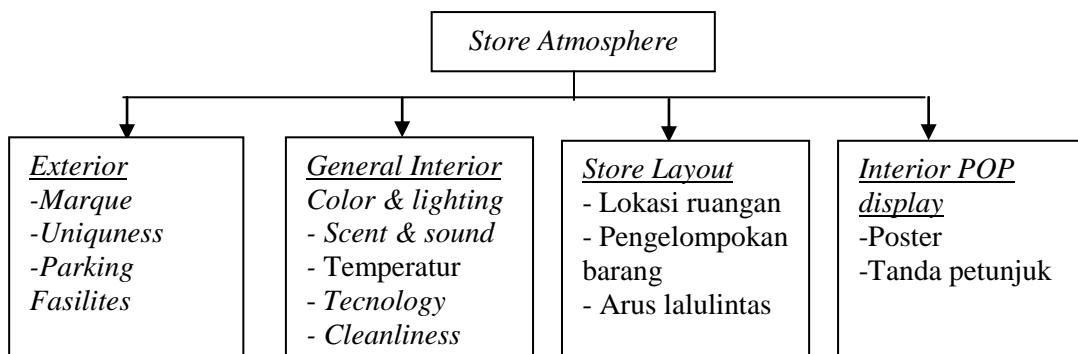 Store Atmosphere
Exterior
-Marque
-Uniquness
-Parking
Fasilites
General Interior
Color & lighting
- Scent & sound
- Temperatur
- Tecnology
- Cleanliness
Store Layout
- Lokasi ruangan
- Pengelompokan
barang
- Arus lalulintas
Interior POP
display
-Poster
-Tanda petunjuk